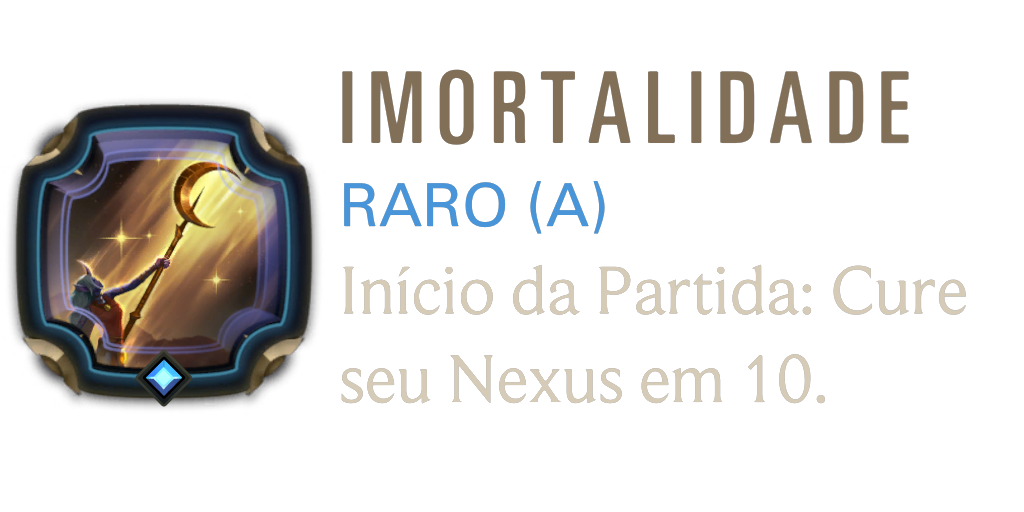 IMORTALIDADE
RARO (A)
Início da Partida: Cure
seu Nexus em 10.